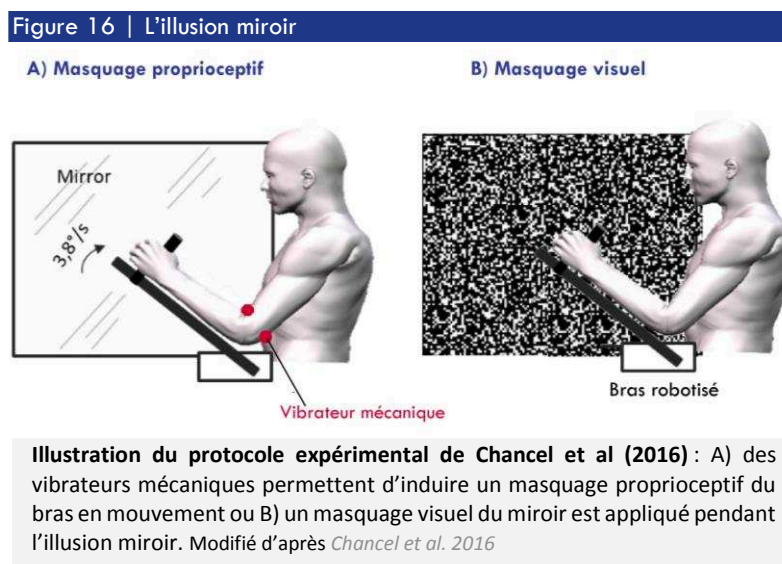 Figure 16 | L’illusion miroir
A) Masquage proprioceptif
B) Masquage visuel
Mirror
3,8°/s
Bras robotisé
Vibrateur mécanique
Illustration du protocole expérimental de Chancel et al (2016) : A) des
vibrateurs mécaniques permettent d’induire un masquage proprioceptif du
bras en mouvement ou B) un masquage visuel du miroir est appliqué pendant
l’illusion miroir. Modifié d’après Chancel et al. 2016